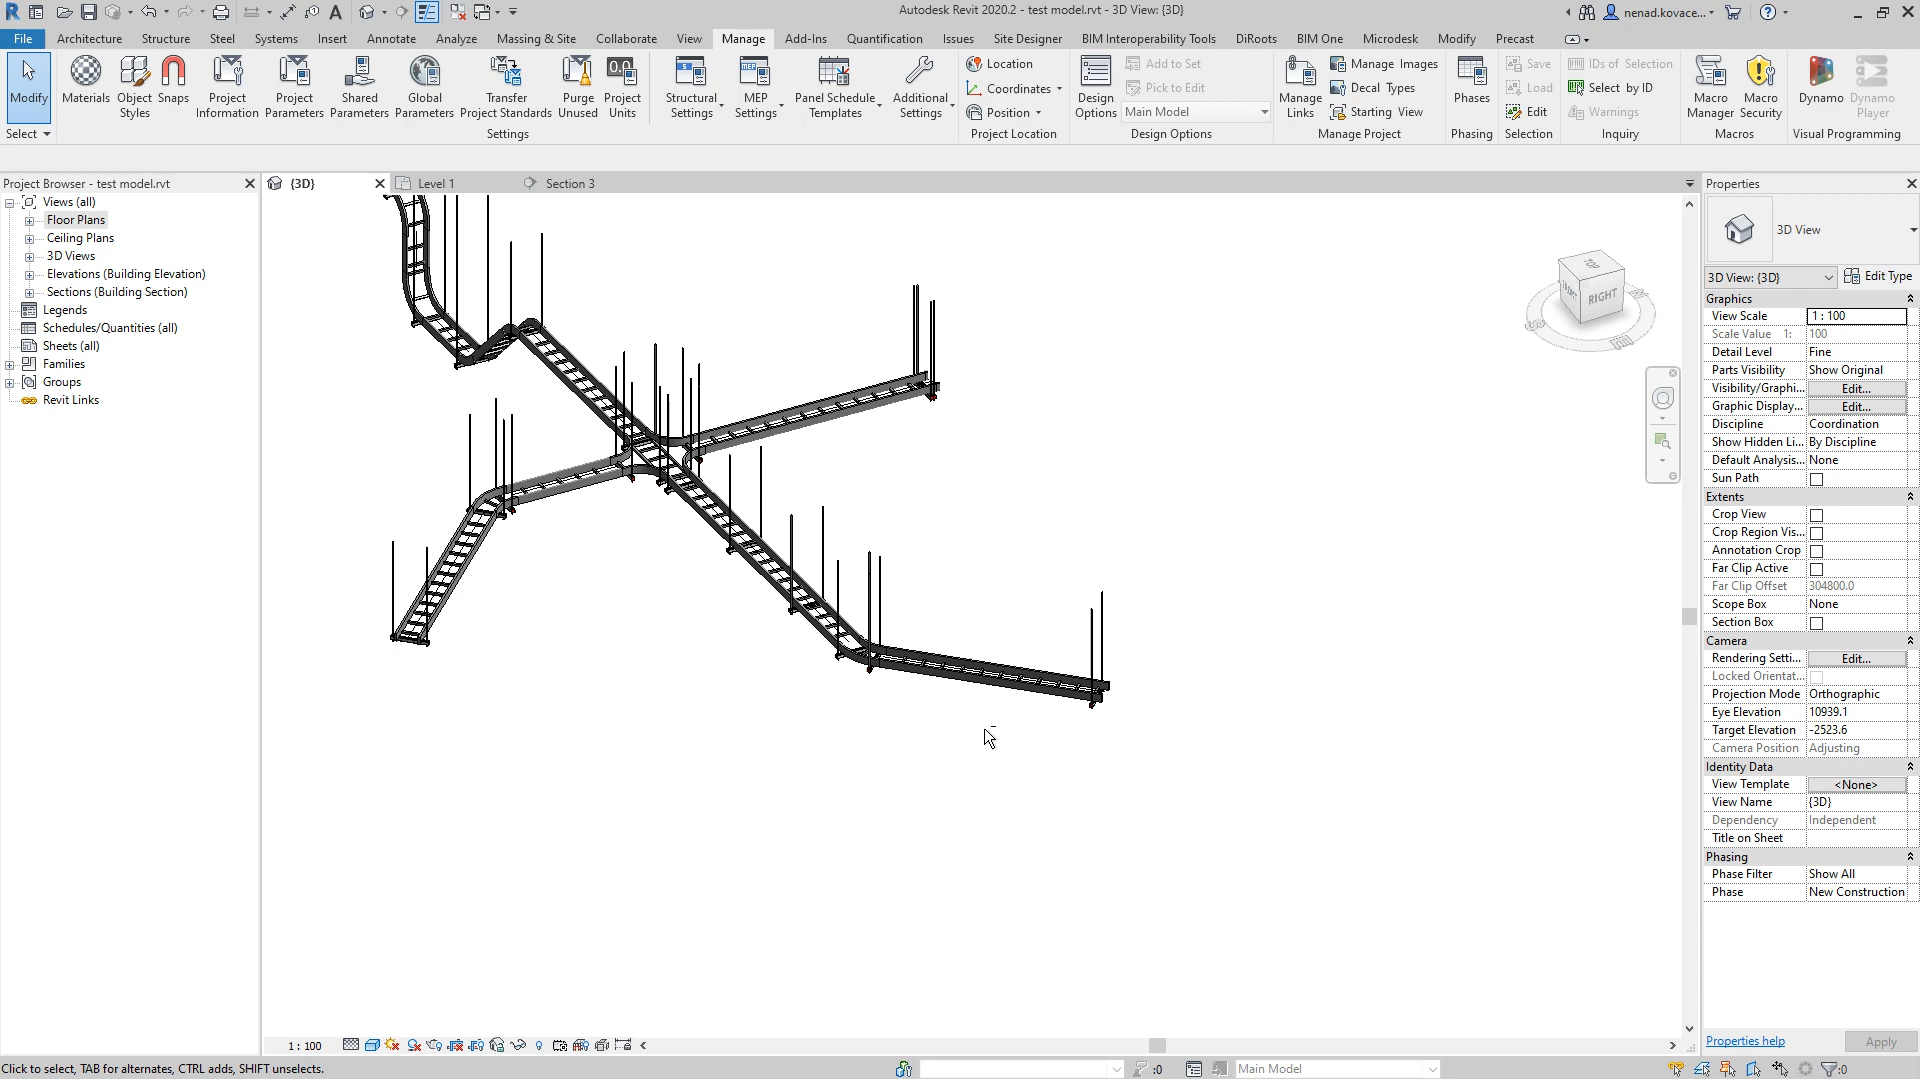 Autodesk Revit 2020.2 - test model.rvt - 3D View: {3D}
nenad.kovace...
File Architecture Structure Steel Systems Insert Annotate Analyze Massing & Site Collaborate View Manage Add-Ins Quantification Issues Site Designer BIM Interoperability Tools DiRoots BIM One Microdesk Modify Precast
Modify
Materials
Object
Styles
Snaps
Project
Information
Project
Parameters
Shared
Parameters
Global
Parameters
Transfer
Project Standards
Purge
Unused
Project
Units
Structural
Settings
MEP
Settings
Panel Schedule
Templates
Additional
Settings
Location
Coordinates
Position
Design
Options
Add to Set
Pick to Edit
Main Model
Manage
Links
Manage Images
Decal Types
Starting View
Phases
Save
Load
Edit
IDs of Selection
Select by ID
Warnings
Macro
Manager
Macro
Security
Dynamo
Dynamo
Player
Select
Settings
Project Location
Design Options
Manage Project
Phasing
Selection
Inquiry
Macros
Visual Programming
Project Browser - test model.rvt
{3D}
Level 1
Section 3
Properties
Views (all)
Floor Plans
Ceiling Plans
3D Views
Elevations (Building Elevation)
Sections (Building Section)
Legends
Schedules/Quantities (all)
Sheets (all)
Families
Groups
Revit Links
TOP
RIGHT
3D View
3D View: {3D}
Edit Type
Graphics
View Scale 1 : 100
Scale Value 1: 100
Detail Level Fine
Parts Visibility Show Original
Visibility/Graphi... Edit...
Graphic Display... Edit...
Discipline Coordination
Show Hidden Li... By Discipline
Default Analysis... None
Sun Path
Extents
Crop View
Crop Region Vis...
Annotation Crop
Far Clip Active
Far Clip Offset 304800.0
Scope Box None
Section Box
Camera
Rendering Setti... Edit...
Locked Orientat...
Projection Mode Orthographic
Eye Elevation 10939.1
Target Elevation -2523.6
Camera Position Adjusting
Identity Data
View Template <None>
View Name {3D}
Dependency Independent
Title on Sheet
Phasing
Phase Filter Show All
Phase New Construction
Properties help
Apply
1 : 100
Click to select, TAB for alternates, CTRL adds, SHIFT unselects.
:0
Main Model
:0